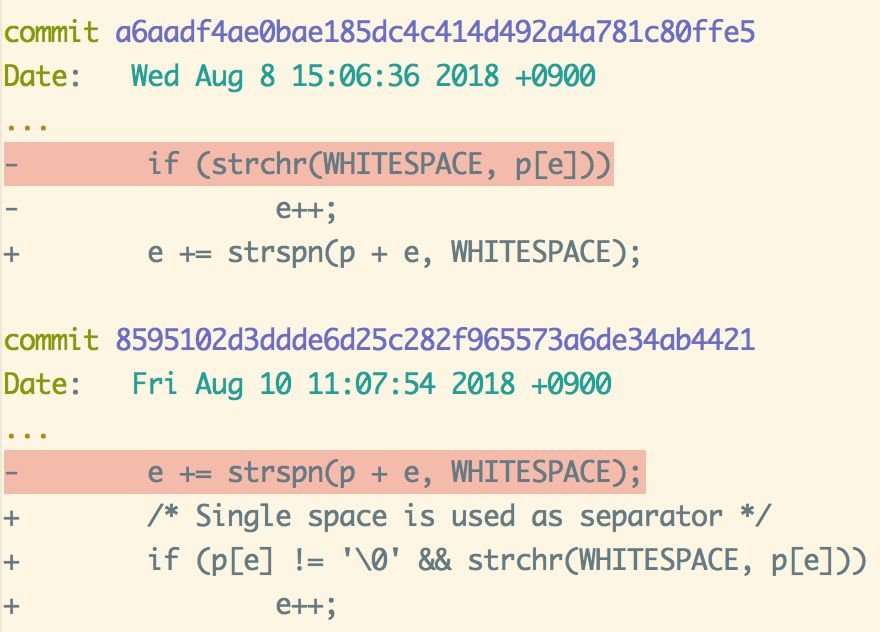 commit a6aadf4ae0bae185dc4c414d492a4a781c80ffe5
Date:   Wed Aug 8 15:06:36 2018 +0900
...
-        if (strchr(WHITESPACE, p[e]))
-                e++;
+        e += strspn(p + e, WHITESPACE);
commit 8595102d3ddde6d25c282f965573a6de34ab4421
Date:   Fri Aug 10 11:07:54 2018 +0900
...
-        e += strspn(p + e, WHITESPACE);
+        /* Single space is used as separator */
+        if (p[e] != '\0' && strchr(WHITESPACE, p[e]))
+                e++;